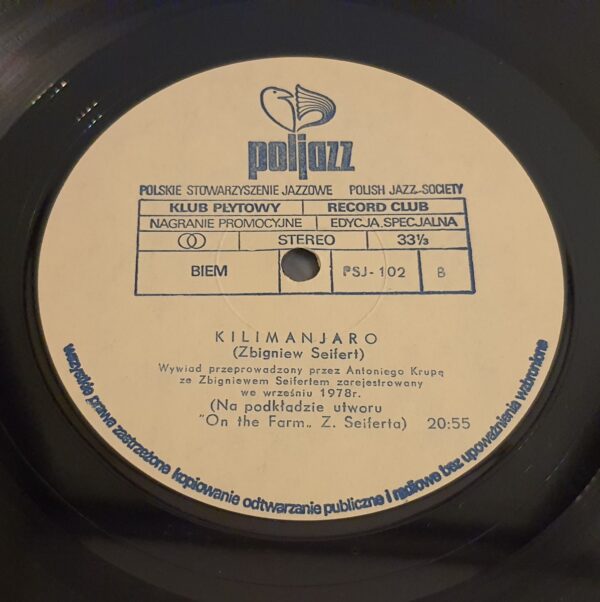 poljazz
POLSKIE STOWARZYSZENIE JAZZOWE POLISH JAZZ-SOCIETY
KLUB PŁYTOWY RECORD CLUB
NAGRANIE PROMOCYJNE EDYCJA SPECJALNA
STEREO 33⅓
BIEM PSJ-102 B
KILIMANJARO
(Zbigniew Seifert)
Wywiad przeprowadzony przez Antoniego Krupę
ze Zbigniewem Seifertem zarejestrowany
we wrześniu 1978r.
(Na podkładzie utworu
"On the Farm„ Z. Seiferta) 20:55
wszystkie prawa zastrzeżone kopiowanie odtwarzanie publiczne i radiowe bez upoważnienia wzbronione